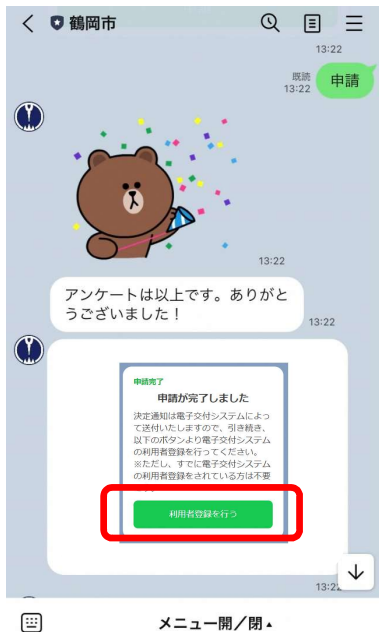 鶴岡市
13:22
既読
13:22
申請
13:22
アンケートは以上です。ありがと
うございました！
13:22
申請完了
申請が完了しました
決定通知は電子交付システムによっ
て送付いたしますので、引き続き、
以下のボタンより電子交付システム
の利用者登録を行ってください。
※ただし、すでに電子交付システム
の利用者登録をされている方は不要
利用者登録を行う
メニュー開／閉▲